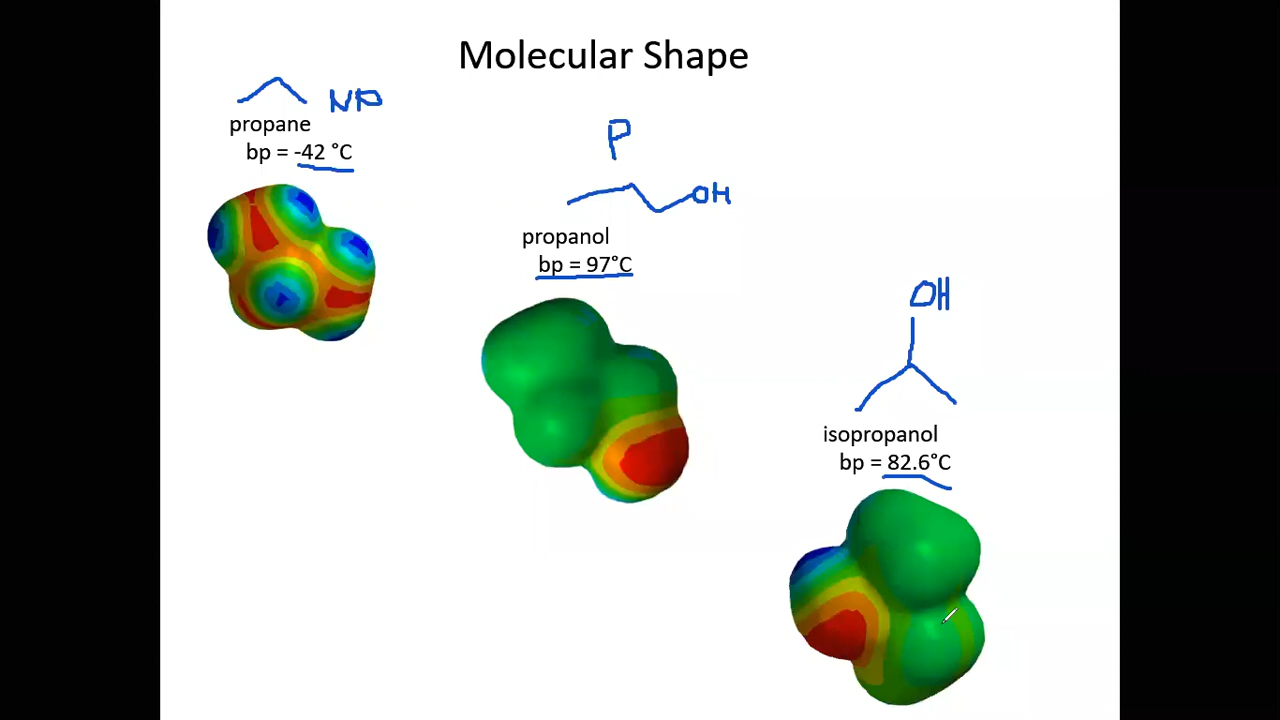 Molecular Shape
NP
propane
bp = -42 °C
P
OH
propanol
bp = 97°C
OH
isopropanol
bp = 82.6°C